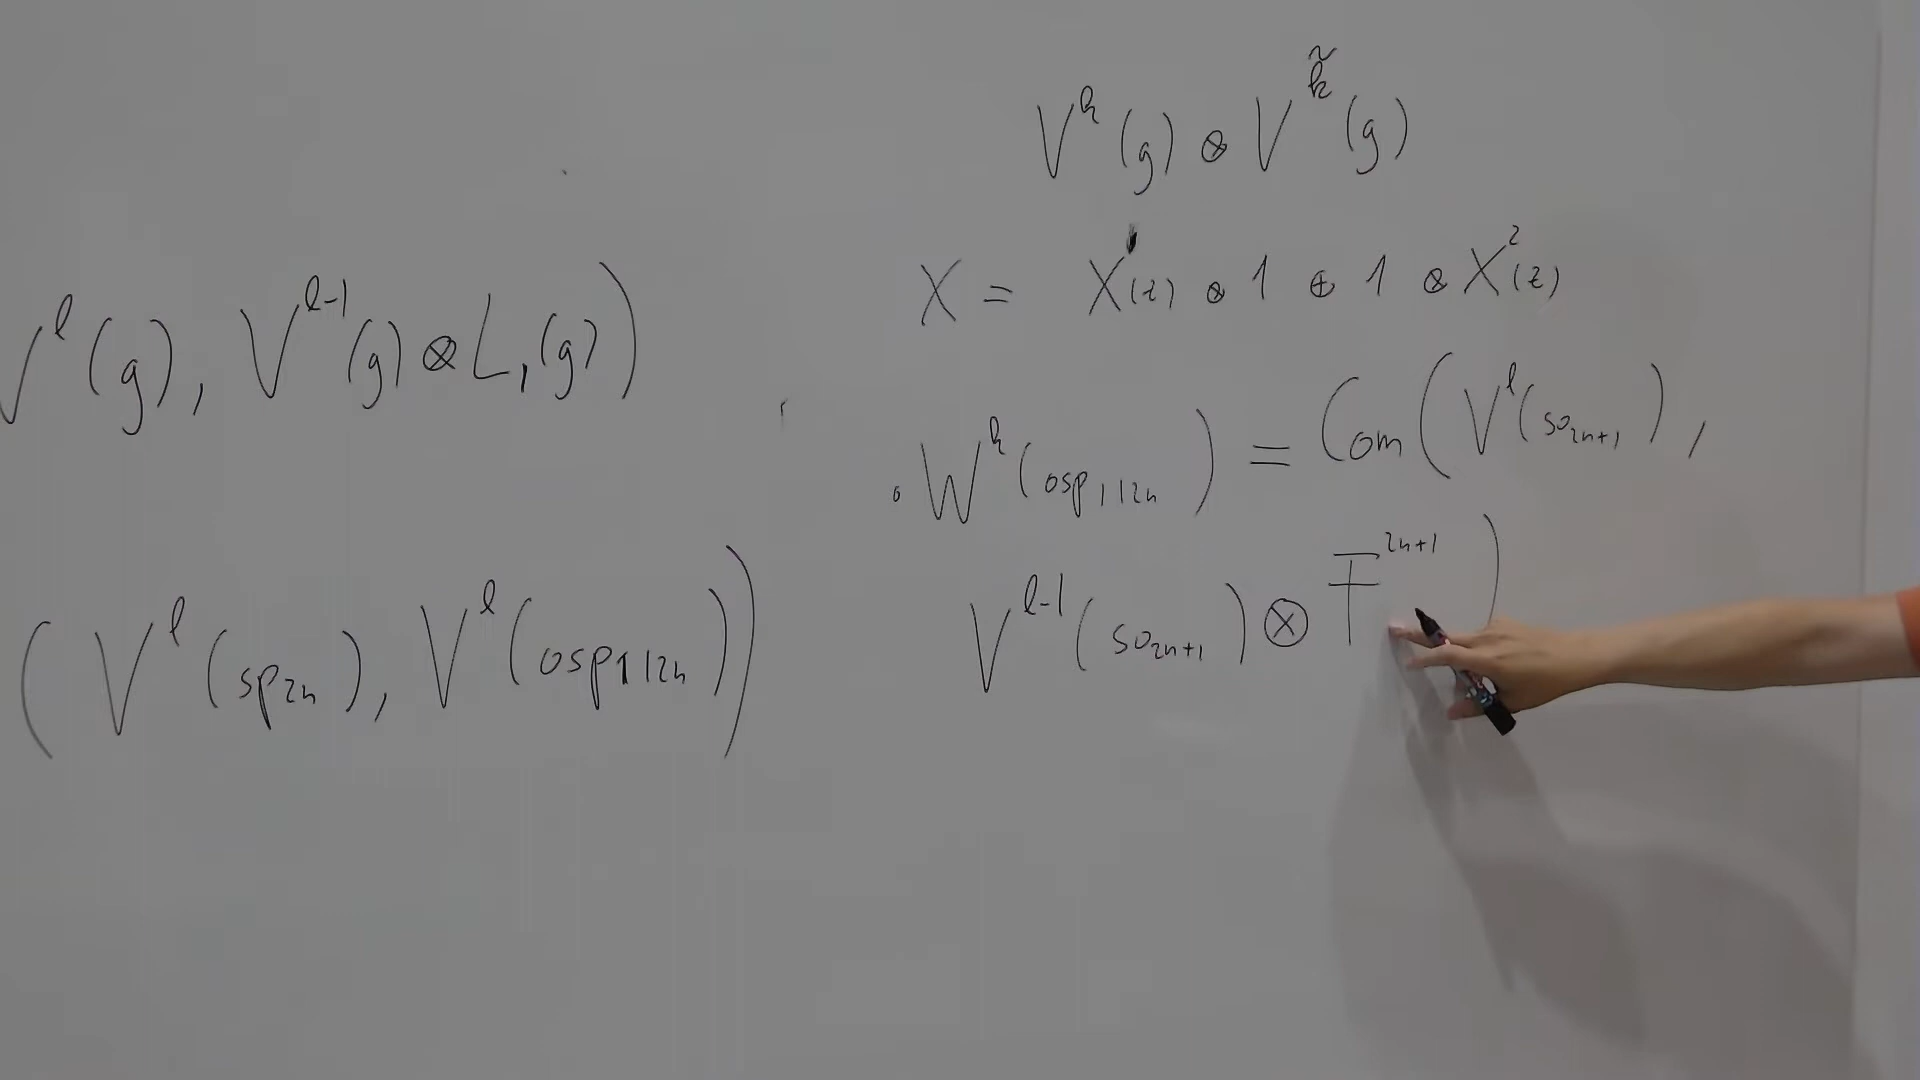 V^ℓ(g), V^{ℓ-1}(g) ⊗ L_1(g))
(V^ℓ(sp_{2n}), V^ℓ(osp_{1|2n}))
V^k(g) ⊗ V^{k̃}(g)
X = X^1(z) ⊗ 1 ⊕ 1 ⊗ X^2(z)
∘ W^k(osp_{1|2n}) = Com(V^ℓ(so_{2n+1}),
V^{ℓ-1}(so_{2n+1}) ⊗ F^{2n+1})